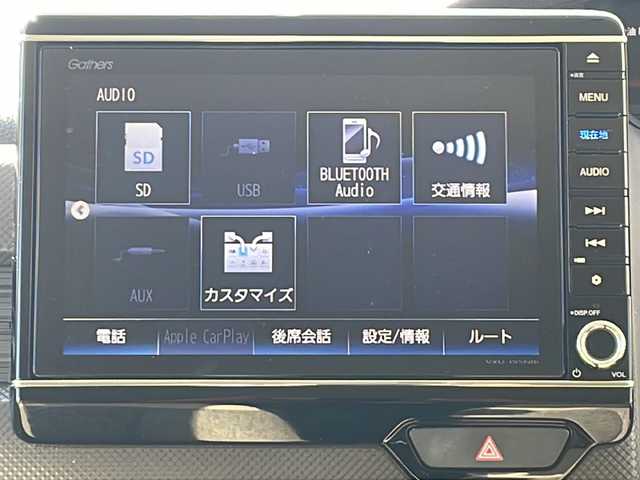 Gathers
AUDIO
SD
SD
USB
BLUETOOTH
Audio
交通情報
AUX
カスタマイズ
電話
Apple CarPlay
後席会話
設定/情報
ルート
MENU
現在地
AUDIO
DISP OFF
VOL